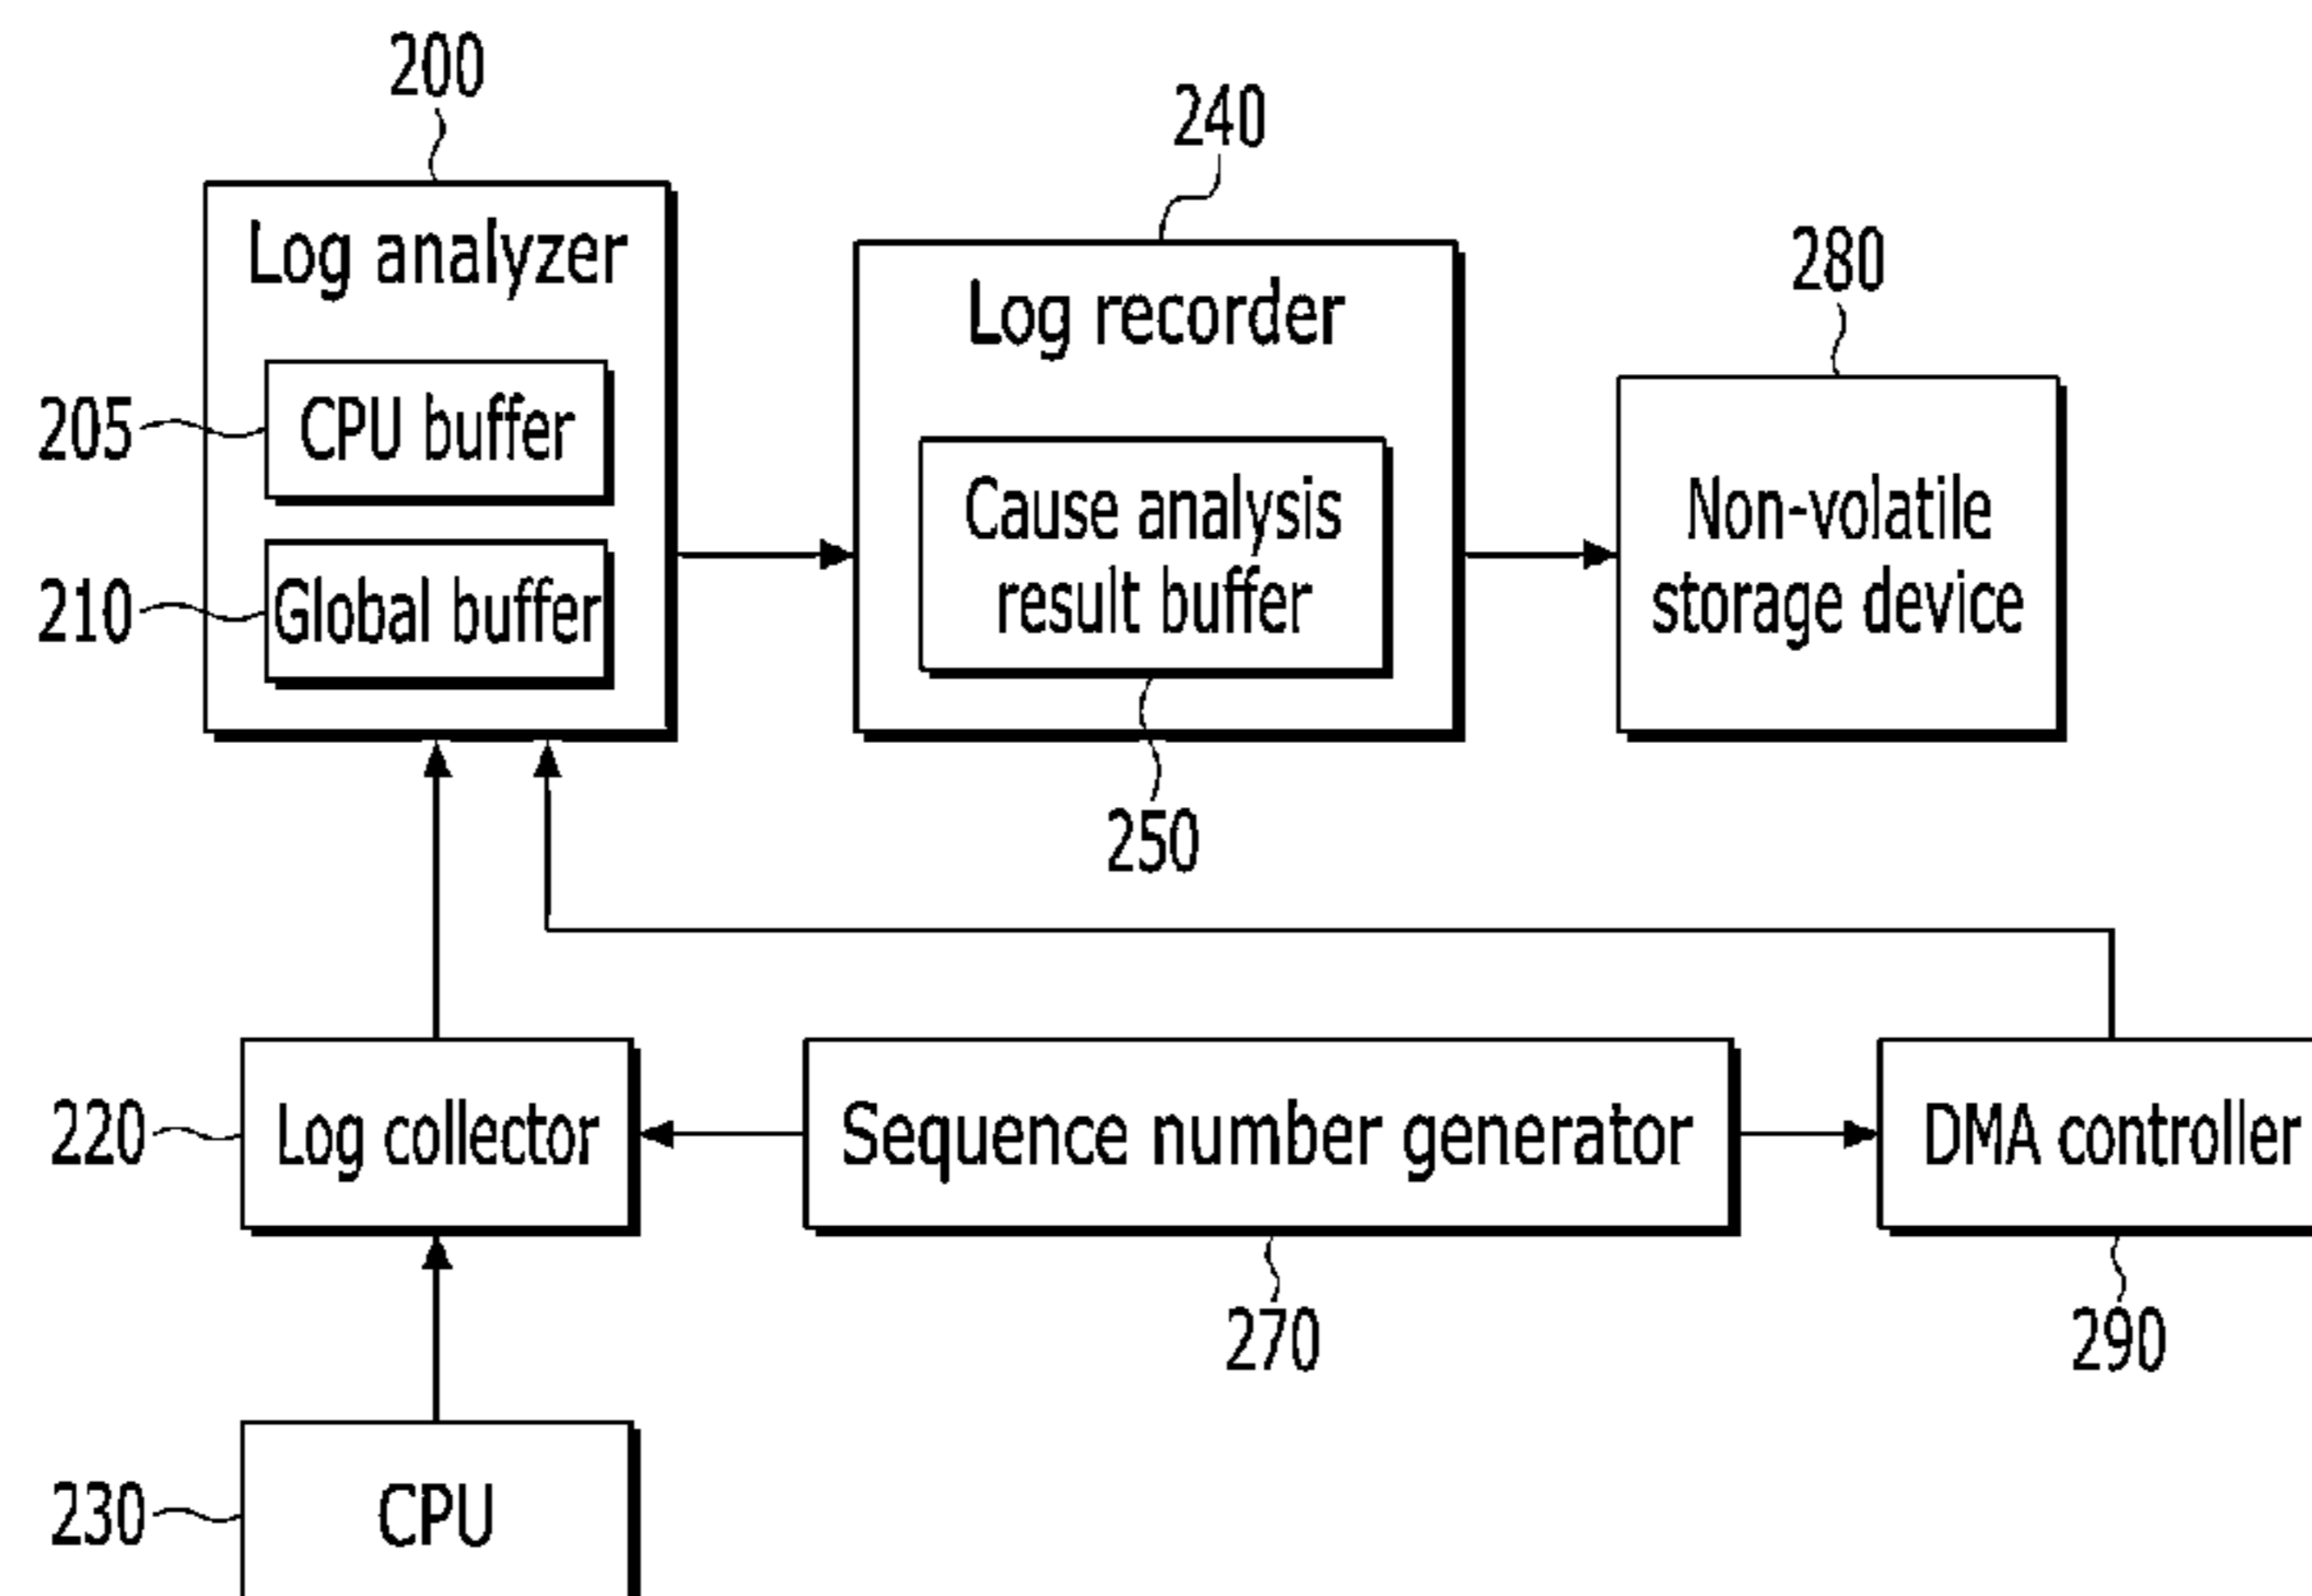 200
240
Log analyzer
280
Log recorder
205
CPU buffer
Cause analysis
result buffer
Non-volatile
storage device
210
Global buffer
250
220
Log collector
Sequence number generator
DMA controller
270
290
230
CPU